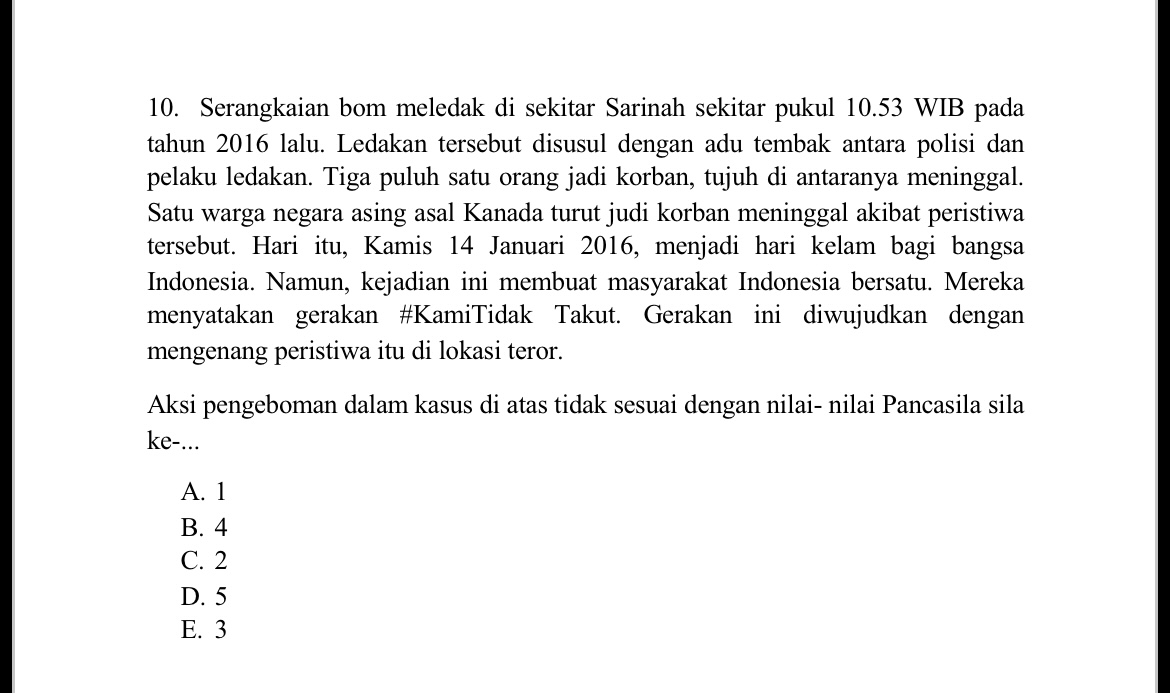 10. Serangkaian bom meledak di sekitar Sarinah sekitar pukul 10.53 WIB pada
tahun 2016 lalu. Ledakan tersebut disusul dengan adu tembak antara polisi dan
pelaku ledakan. Tiga puluh satu orang jadi korban, tujuh di antaranya meninggal.
Satu warga negara asing asal Kanada turut judi korban meninggal akibat peristiwa
tersebut. Hari itu, Kamis 14 Januari 2016, menjadi hari kelam bagi bangsa
Indonesia. Namun, kejadian ini membuat masyarakat Indonesia bersatu. Mereka
menyatakan gerakan #KamiTidak Takut. Gerakan ini diwujudkan dengan
mengenang peristiwa itu di lokasi teror.
Aksi pengeboman dalam kasus di atas tidak sesuai dengan nilai- nilai Pancasila sila
ke-...
A. 1
B. 4
C. 2
D. 5
E. 3